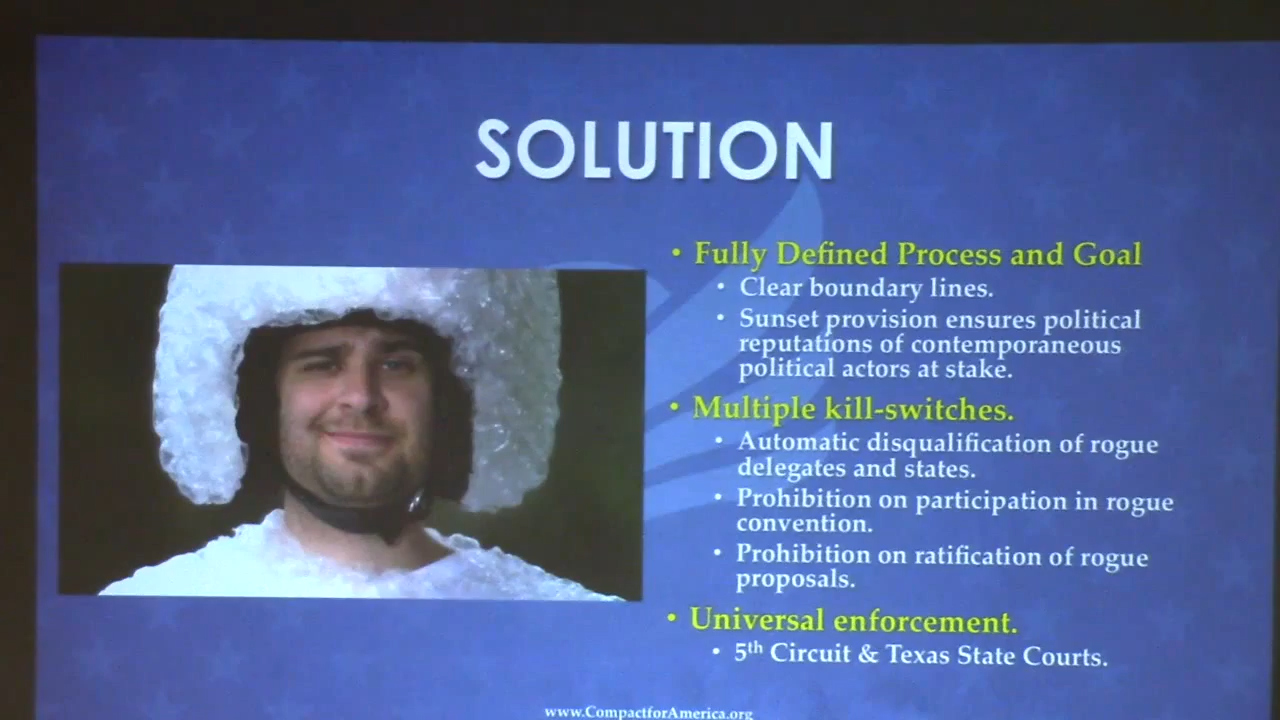 SOLUTION
• Fully Defined Process and Goal
• Clear boundary lines.
• Sunset provision ensures political
reputations of contemporaneous
political actors at stake.
• Multiple kill-switches.
• Automatic disqualification of rogue
delegates and states.
• Prohibition on participation in rogue
convention.
• Prohibition on ratification of rogue
proposals.
• Universal enforcement.
• 5th Circuit & Texas State Courts.
www.CompactforAmerica.org